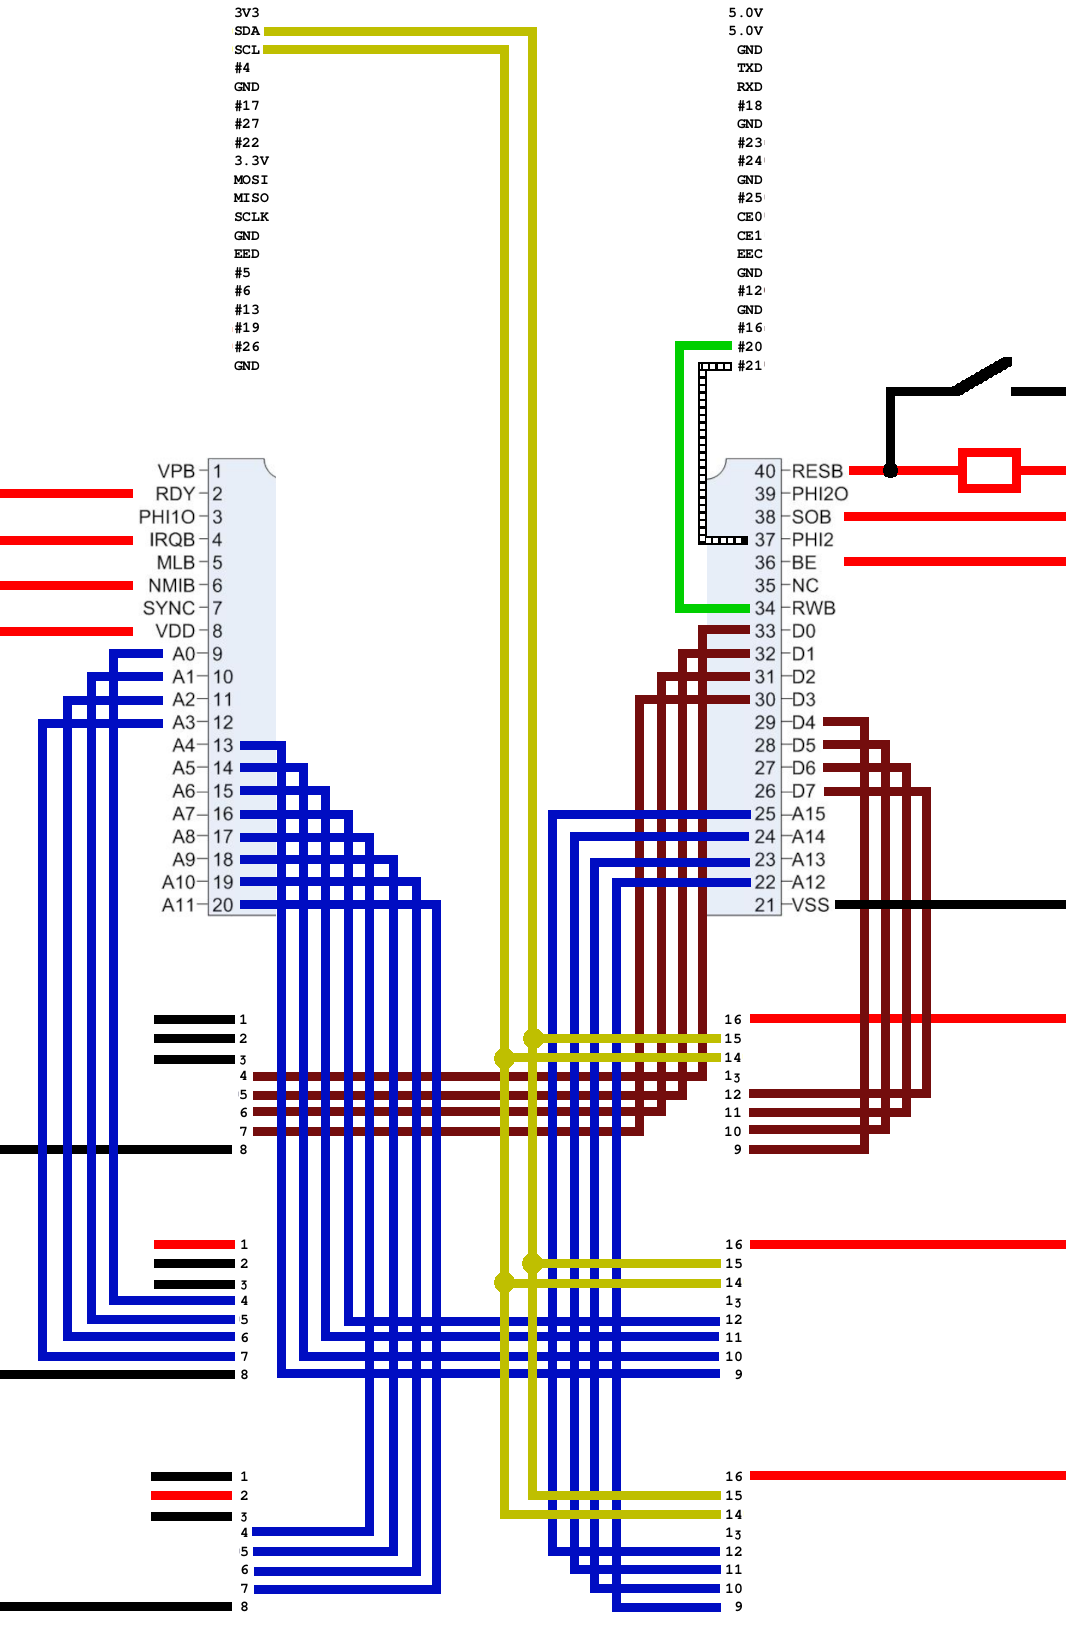 3V3 5.0V
SDA 5.0V
SCL GND
#4 TXD
GND RXD
#17 #18
#27 GND
#22 #23
3.3V #24
MOSI GND
MISO #25
SCLK CE0
GND CE1
EED EEC
#5 GND
#6 #12
#13 GND
#19 #16
#26 #20
GND #21
VPB 1 40 RESB
RDY 2 39 PHI2O
PHI1O 3 38 SOB
IRQB 4 37 PHI2
MLB 5 36 BE
NMIB 6 35 NC
SYNC 7 34 RWB
VDD 8 33 D0
A0 9 32 D1
A1 10 31 D2
A2 11 30 D3
A3 12 29 D4
A4 13 28 D5
A5 14 27 D6
A6 15 26 D7
A7 16 25 A15
A8 17 24 A14
A9 18 23 A13
A10 19 22 A12
A11 20 21 VSS
1 16
2 15
3 14
4 13
5 12
6 11
7 10
8 9
1 16
2 15
3 14
4 13
5 12
6 11
7 10
8 9
1 16
2 15
3 14
4 13
5 12
6 11
7 10
8 9